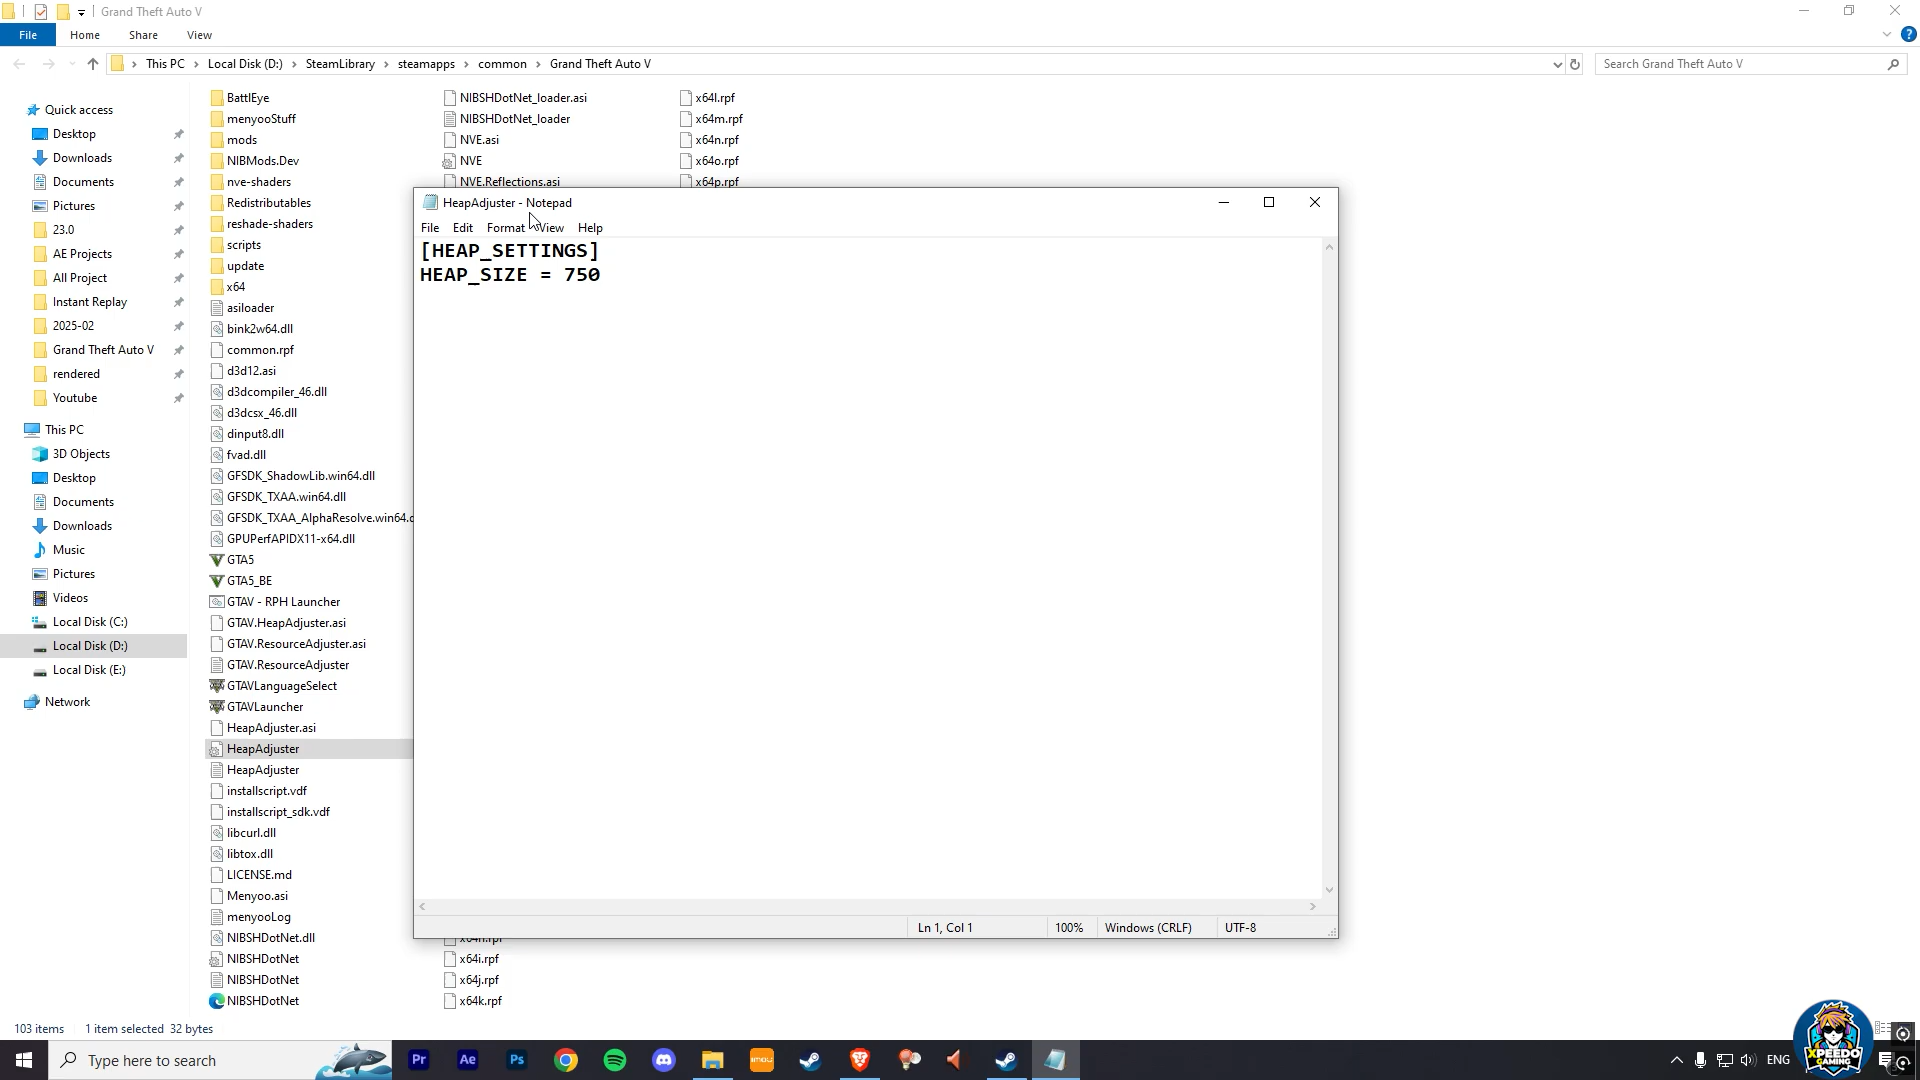 Grand Theft Auto V
File
Home
Share
View
This PC
Local Disk (D:)
SteamLibrary
steamapps
common
Grand Theft Auto V
Search Grand Theft Auto V
Quick access
Desktop
Downloads
Documents
Pictures
23.0
AE Projects
All Project
Instant Replay
2025-02
Grand Theft Auto V
rendered
Youtube
This PC
3D Objects
Desktop
Documents
Downloads
Music
Pictures
Videos
Local Disk (C:)
Local Disk (D:)
Local Disk (E:)
Network
BattlEye
menyooStuff
mods
NIBMods.Dev
nve-shaders
Redistributables
reshade-shaders
scripts
update
x64
asiloader
bink2w64.dll
common.rpf
d3d12.asi
d3dcompiler_46.dll
d3dcsx_46.dll
dinput8.dll
fvad.dll
GFSDK_ShadowLib.win64.dll
GFSDK_TXAA.win64.dll
GFSDK_TXAA_AlphaResolve.win64.d
GPUPerfAPIDX11-x64.dll
GTA5
GTA5_BE
GTAV - RPH Launcher
GTAV.HeapAdjuster.asi
GTAV.ResourceAdjuster.asi
GTAV.ResourceAdjuster
GTAVLanguageSelect
GTAVLauncher
HeapAdjuster.asi
HeapAdjuster
HeapAdjuster
installscript.vdf
installscript_sdk.vdf
libcurl.dll
libtox.dll
LICENSE.md
Menyoo.asi
menyooLog
NIBSHDotNet.dll
NIBSHDotNet
NIBSHDotNet
NIBSHDotNet
NIBSHDotNet_loader.asi
NIBSHDotNet_loader
NVE.asi
NVE
NVE.Reflections.asi
x64i.rpf
x64j.rpf
x64k.rpf
x64l.rpf
x64m.rpf
x64n.rpf
x64o.rpf
x64p.rpf
HeapAdjuster - Notepad
File
Edit
Format
View
Help
[HEAP_SETTINGS]
HEAP_SIZE = 750
Ln 1, Col 1
100%
Windows (CRLF)
UTF-8
103 items
1 item selected 32 bytes
Type here to search
Pr
Ae
Ps
ENG
XPEEDO
GAMING